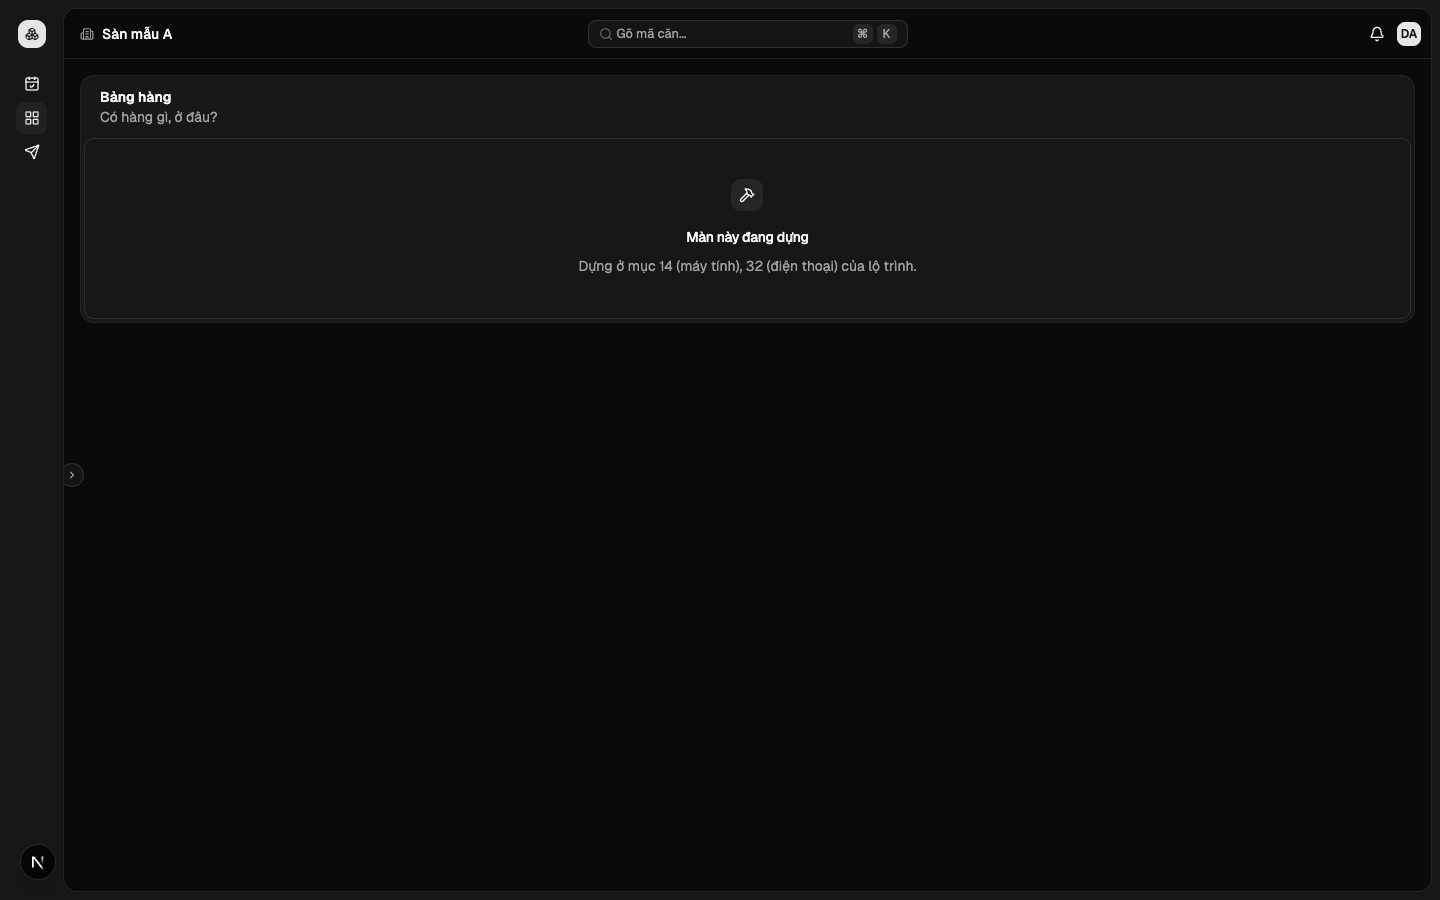 Sàn mẫu A
Gõ mã căn...
⌘ K
DA
Bảng hàng
Có hàng gì, ở đâu?
Màn này đang dựng
Dựng ở mục 14 (máy tính), 32 (điện thoại) của lộ trình.
N